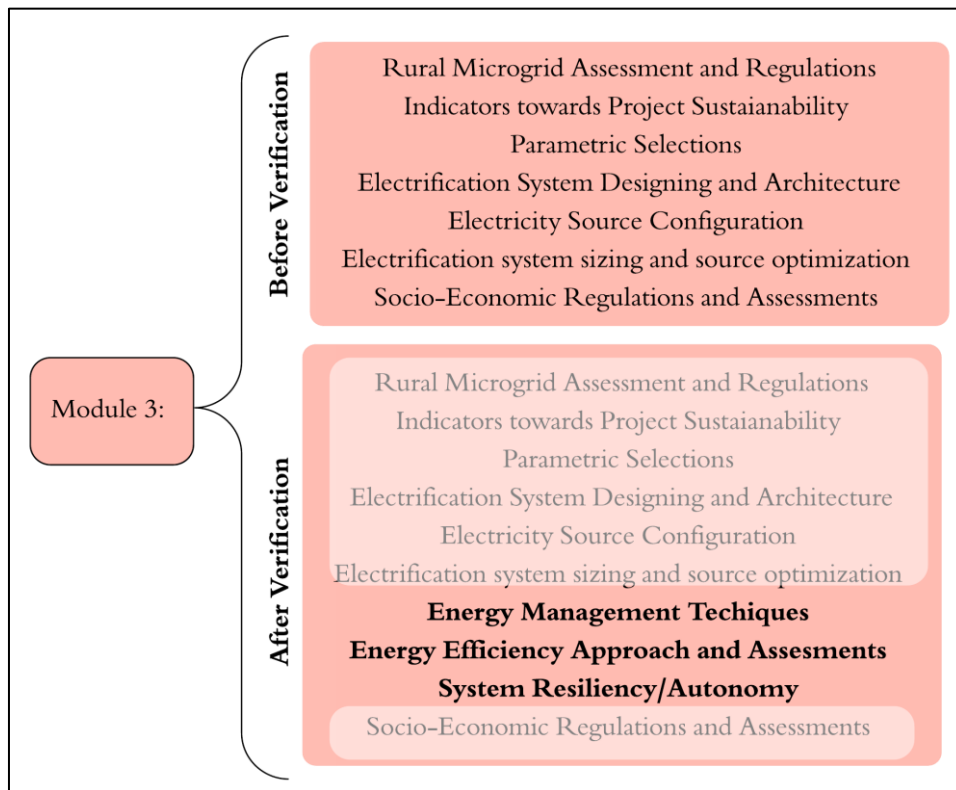 Module 3:
Before Verification
Rural Microgrid Assessment and Regulations
Indicators towards Project Sustaianability
Parametric Selections
Electrification System Designing and Architecture
Electricity Source Configuration
Electrification system sizing and source optimization
Socio-Economic Regulations and Assessments
After Verification
Rural Microgrid Assessment and Regulations
Indicators towards Project Sustaianability
Parametric Selections
Electrification System Designing and Architecture
Electricity Source Configuration
Electrification system sizing and source optimization
Energy Management Techiques
Energy Efficiency Approach and Assesments
System Resiliency/Autonomy
Socio-Economic Regulations and Assessments